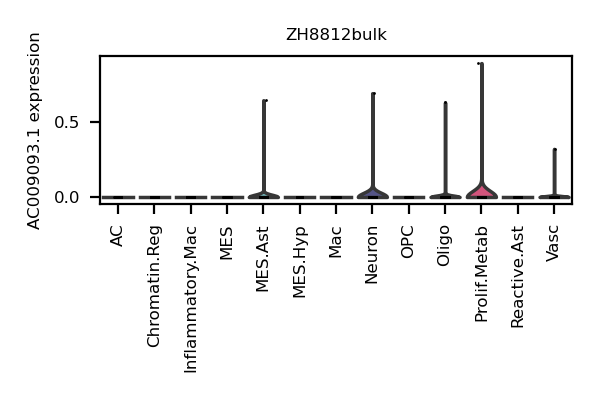 ZH8812bulk
AC009093.1 expression
0.5
0.0
AC
Chromatin.Reg
Inflammatory.Mac
MES
MES.Ast
MES.Hyp
Mac
Neuron
OPC
Oligo
Prolif.Metab
Reactive.Ast
Vasc